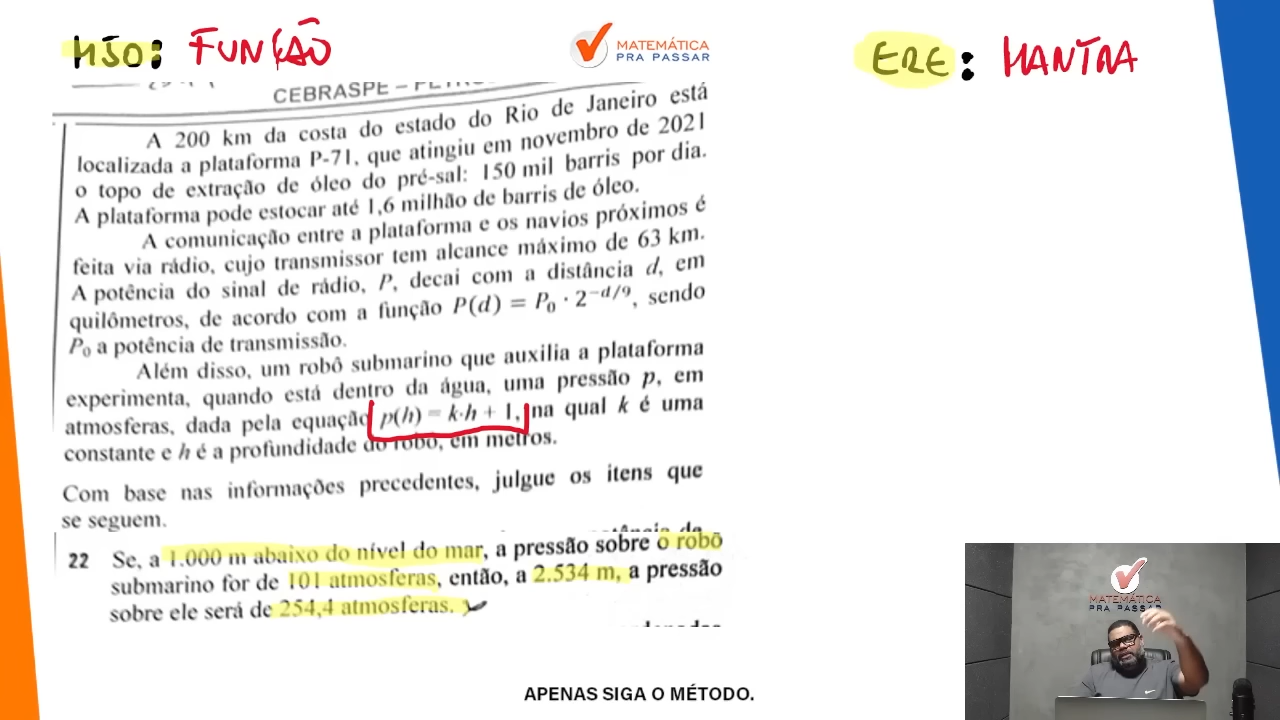 MJO: FUNÇÃO
MATEMÁTICA
PRA PASSAR
ERE: MANTRA
CEBRASPE –
A 200 km da costa do estado do Rio de Janeiro está
localizada a plataforma P-71, que atingiu em novembro de 2021
o topo de extração de óleo do pré-sal: 150 mil barris por dia.
A plataforma pode estocar até 1,6 milhão de barris de óleo.
A comunicação entre a plataforma e os navios próximos é
feita via rádio, cujo transmissor tem alcance máximo de 63 km.
A potência do sinal de rádio, P, decai com a distância d, em
quilômetros, de acordo com a função P(d) = P₀ · 2^{-d/9}, sendo
P₀ a potência de transmissão.
Além disso, um robô submarino que auxilia a plataforma
experimenta, quando está dentro da água, uma pressão p, em
atmosferas, dada pela equação p(h) = k·h + 1, na qual k é uma
constante e h é a profundidade do robô, em metros.
Com base nas informações precedentes, julgue os itens que
se seguem.
22 Se, a 1.000 m abaixo do nível do mar, a pressão sobre o robô
submarino for de 101 atmosferas, então, a 2.534 m, a pressão
sobre ele será de 254,4 atmosferas.
MATEMÁTICA
PRA PASSAR
APENAS SIGA O MÉTODO.